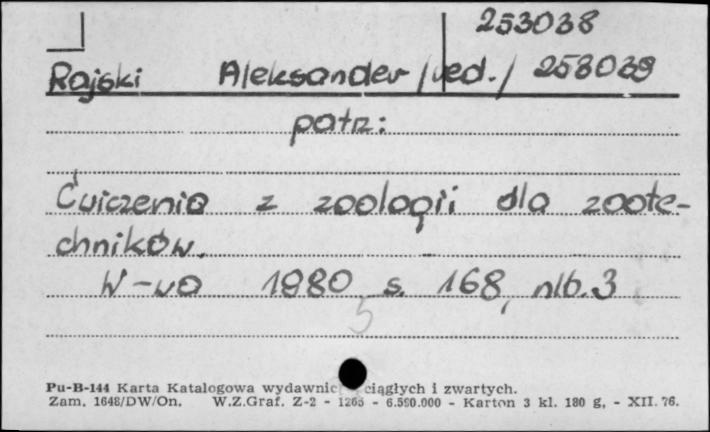 253038
Rajski Aleksander /red./ 253039
patrz:
Ćwiczenia z zoologii dla zoote-
chników.
W-wa 1980 s. 168, nlb. 3
5
Pu-B-144 Karta Katalogowa wydawnic ciągłych i zwartych.
Zam. 1648/DW/On. W.Z.Graf. Z-2 - 1265 - 6.590.000 - Karton 3 kl. 180 g. - XII. 76.